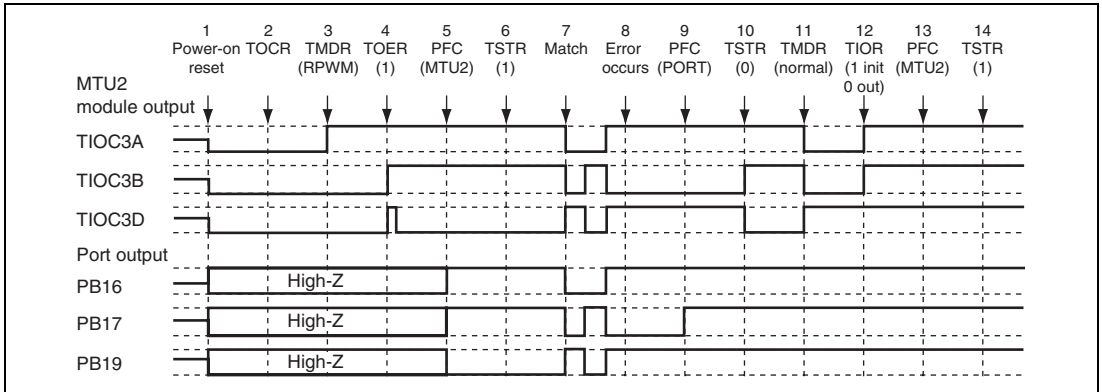 1 2 3 4 5 6 7 8 9 10 11 12 13 14
Power-on TOCR TMDR TOER PFC TSTR Match Error PFC TSTR TMDR TIOR PFC TSTR
reset (RPWM) (1) (MTU2) (1) occurs (PORT) (0) (normal) (1 init (MTU2) (1)
0 out)
MTU2
module output
TIOC3A
TIOC3B
TIOC3D
Port output
PB16 High-Z
PB17 High-Z
PB19 High-Z